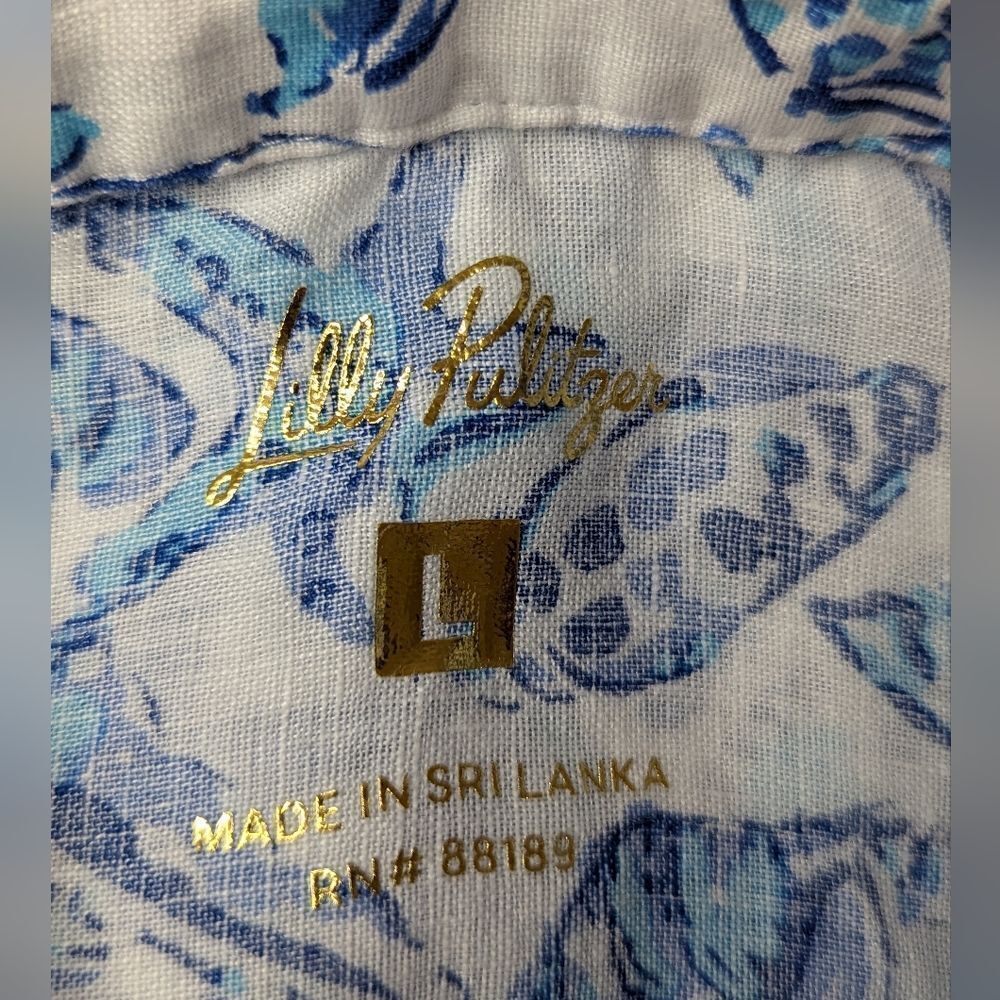 Lilly Pulitzer
L
MADE IN SRI LANKA
RN# 88189